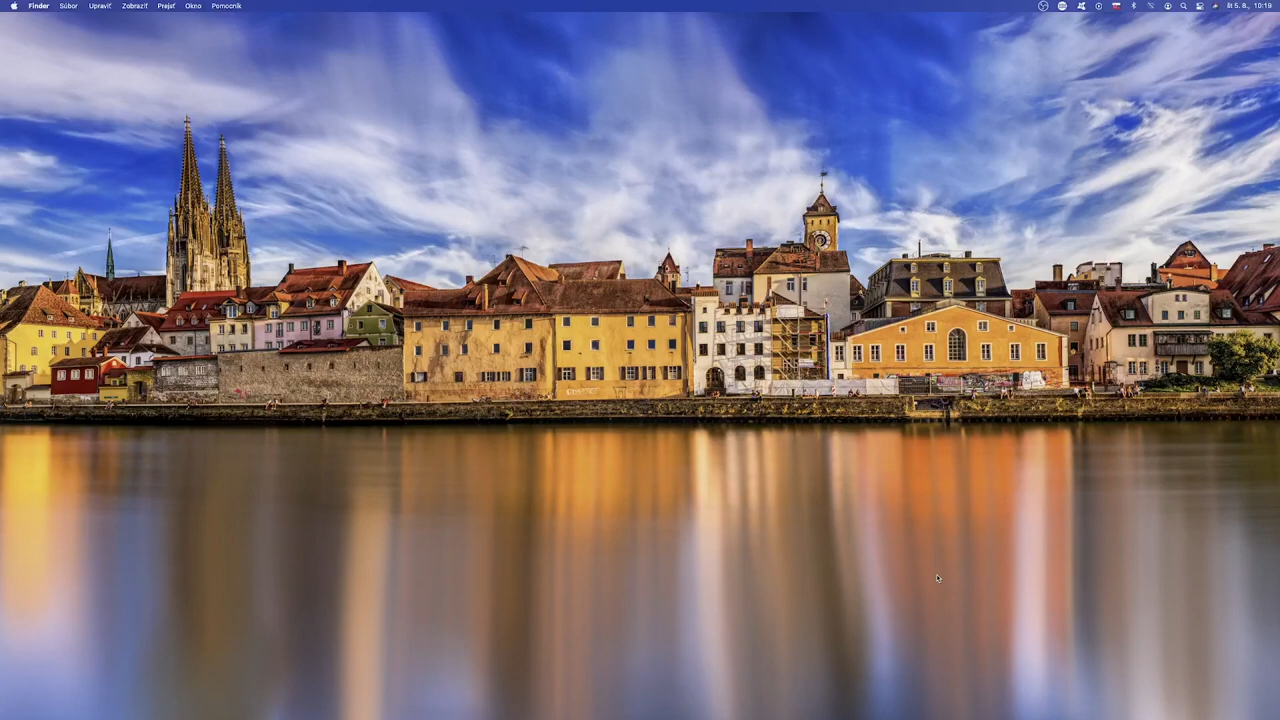 Finder Súbor Upraviť Zobraziť Prejsť Okno Pomocník
št 5. 8., 10:19